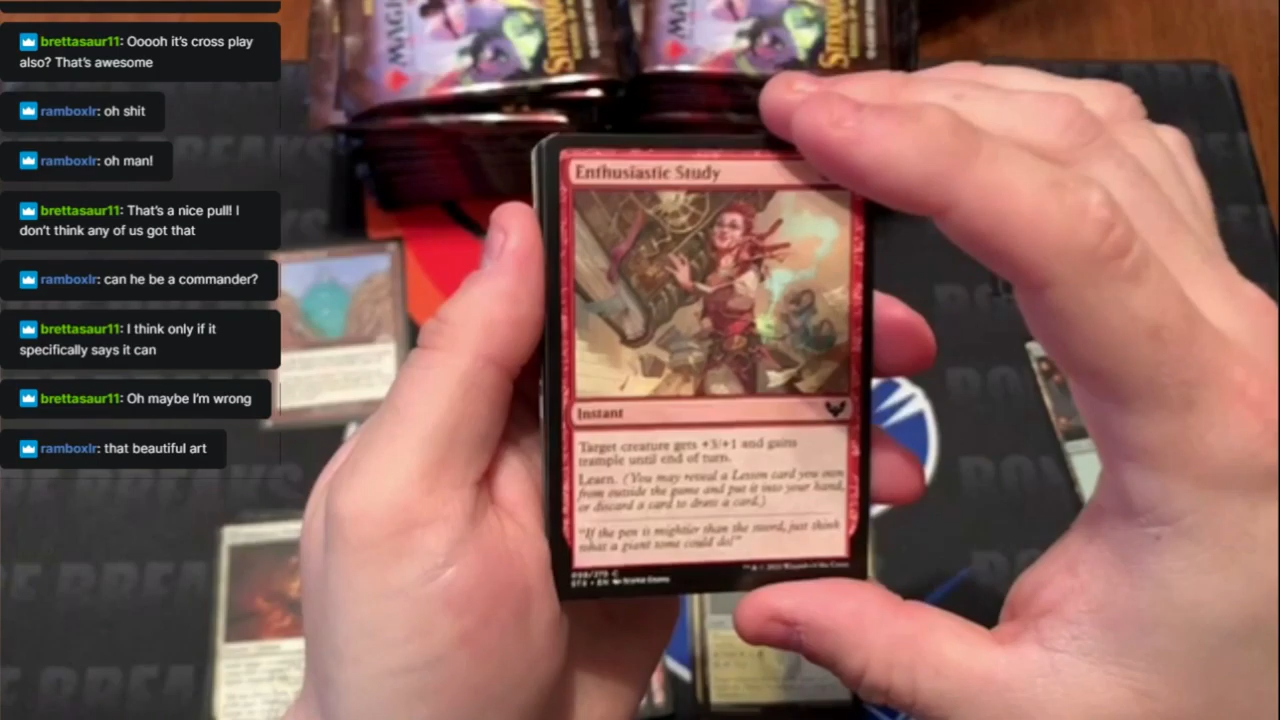 brettasaur11: Ooooh it's cross play
also? That's awesome
ramboxlr: oh shit
ramboxlr: oh man!
brettasaur11: That's a nice pull! I
don't think any of us got that
ramboxlr: can he be a commander?
brettasaur11: I think only if it
specifically says it can
brettasaur11: Oh maybe I'm wrong
ramboxlr: that beautiful art
MAGIC
MAGI
Enthusiastic Study
Instant
Target creature gets +3/+1 and gains
trample until end of turn.
Learn. (You may reveal a Lesson card you own
from outside the game and put it into your hand,
or discard a card to draw a card.)
"If the pen is mightier than the sword, just think
what a giant tome could do!"
STX • EN